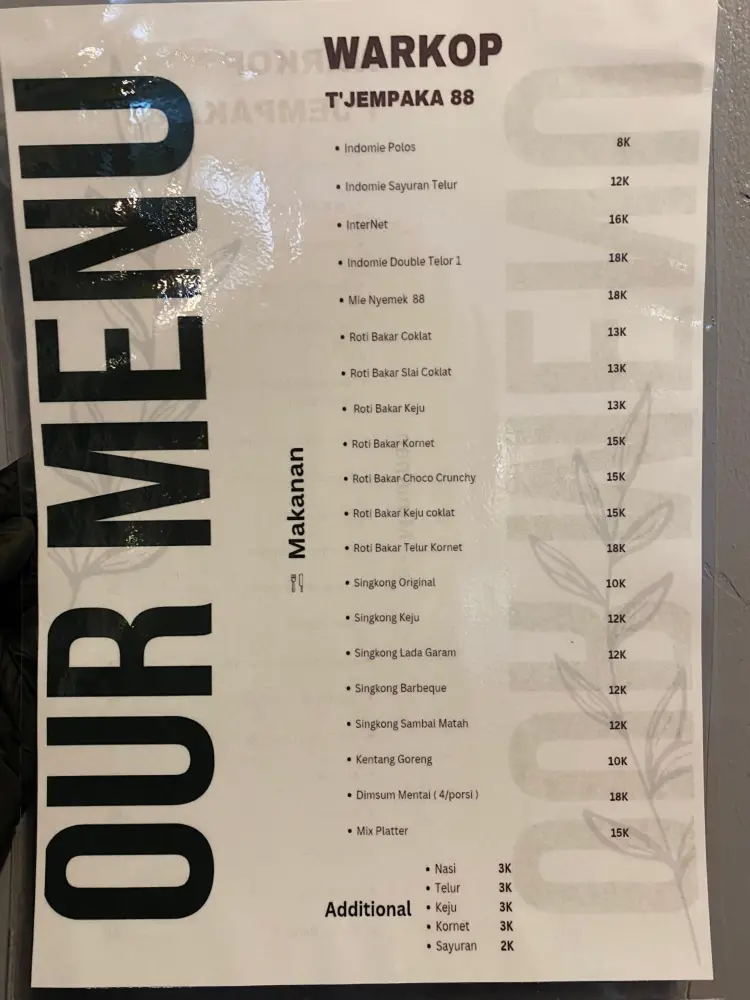 OUR MENU
WARKOP
T'JEMPAKA 88
Makanan
• Indomie Polos 8K
• Indomie Sayuran Telur 12K
• InterNet 16K
• Indomie Double Telor 1 18K
• Mie Nyemek 88 18K
• Roti Bakar Coklat 13K
• Roti Bakar Slai Coklat 13K
• Roti Bakar Keju 13K
• Roti Bakar Kornet 15K
• Roti Bakar Choco Crunchy 15K
• Roti Bakar Keju coklat 15K
• Roti Bakar Telur Kornet 18K
• Singkong Original 10K
• Singkong Keju 12K
• Singkong Lada Garam 12K
• Singkong Barbeque 12K
• Singkong Sambal Matah 12K
• Kentang Goreng 10K
• Dimsum Mentai ( 4/porsi ) 18K
• Mix Platter 15K
Additional
• Nasi 3K
• Telur 3K
• Keju 3K
• Kornet 3K
• Sayuran 2K